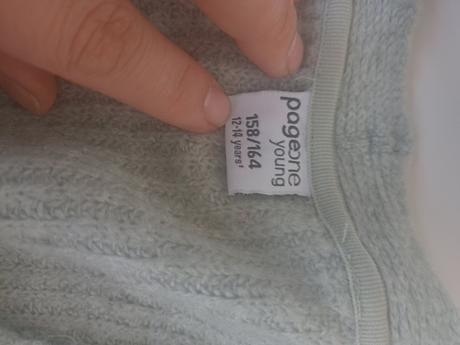 pageone
young
158/164
12-14 years'